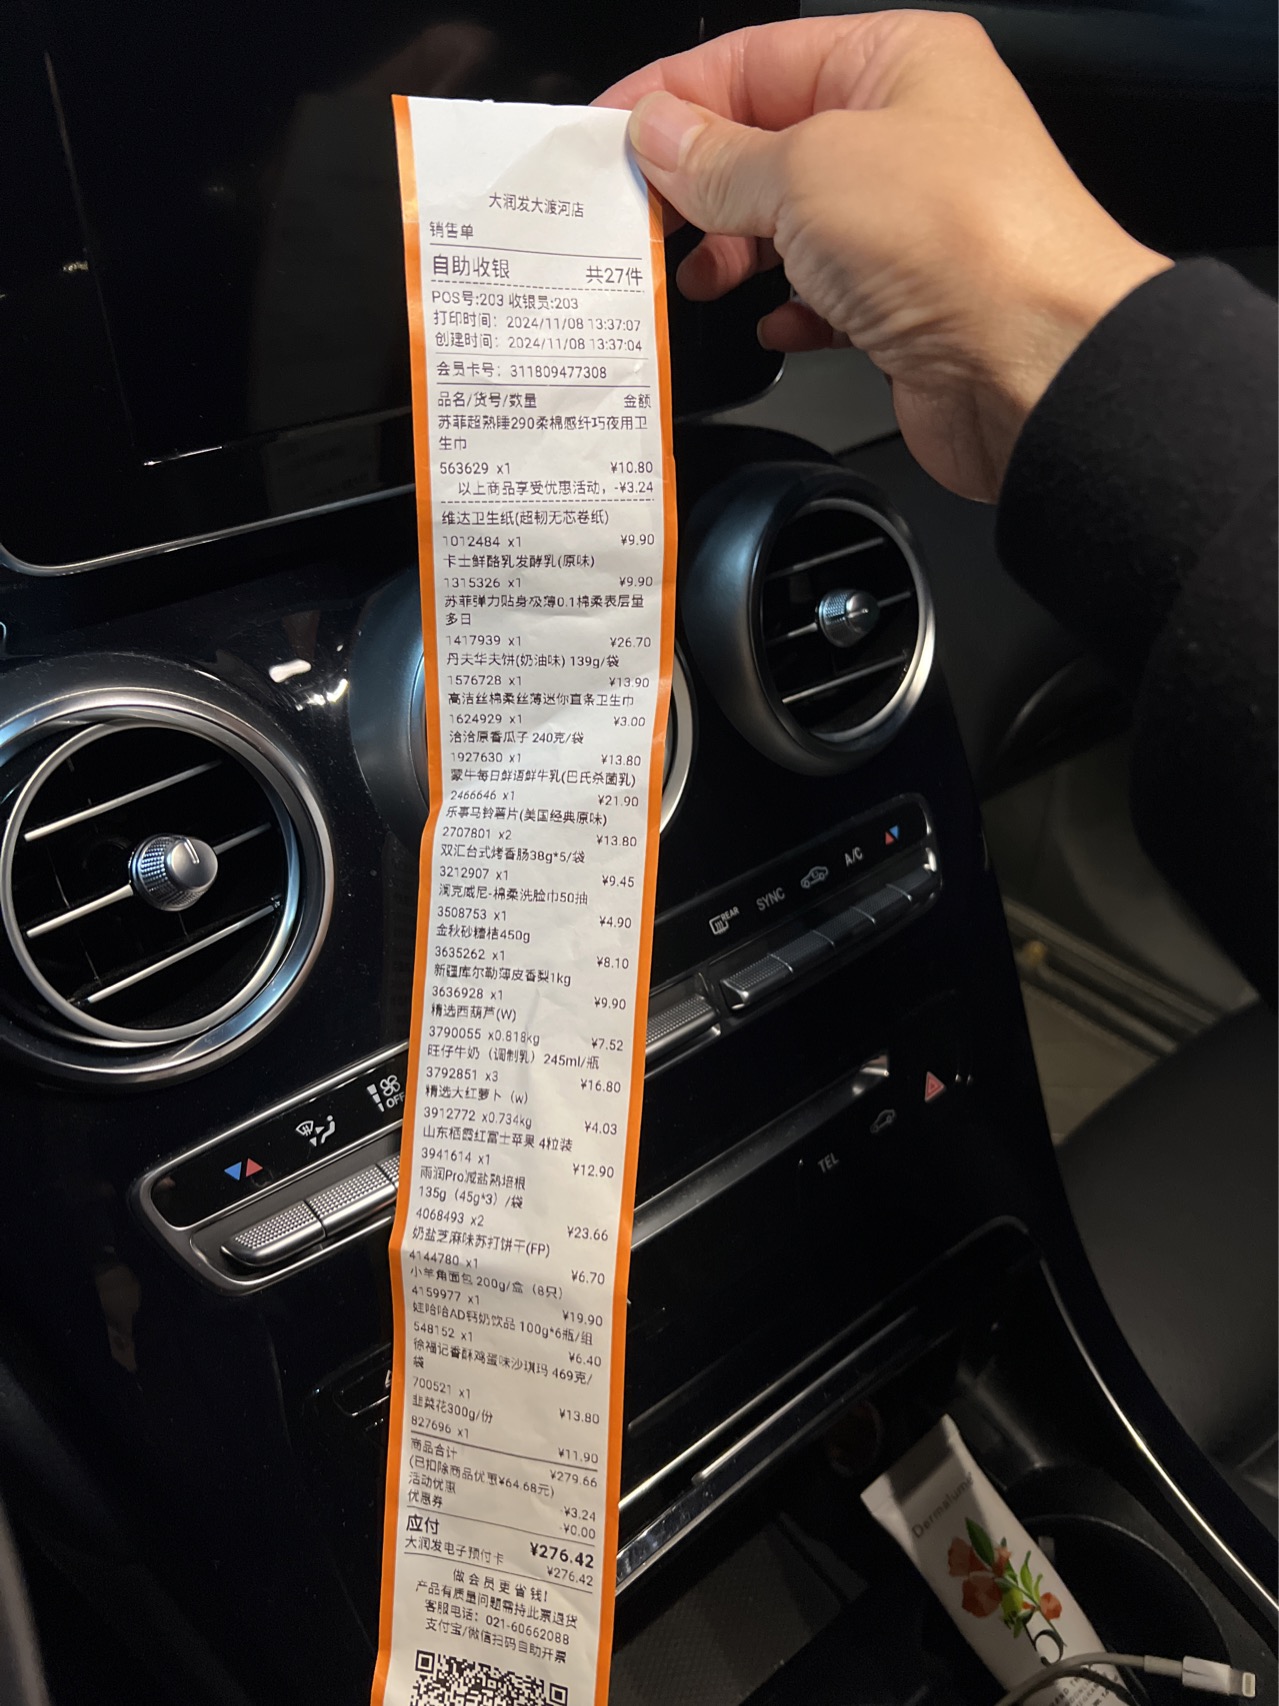 大润发大渡河店
销售单
自助收银 共27件
POS号:203 收银员:203
打印时间: 2024/11/08 13:37:07
创建时间: 2024/11/08 13:37:04
会员卡号: 311809477308
品名/货号/数量 金额
苏菲超熟睡290柔棉感纤巧夜用卫
生巾
563629 x1 ¥10.80
以上商品享受优惠活动, -¥3.24
维达卫生纸(超韧无芯卷纸)
1012484 x1 ¥9.90
卡士鲜酪乳发酵乳(原味)
1315326 x1 ¥9.90
苏菲弹力贴身极薄0.1棉柔表层量
多日
1417939 x1 ¥26.70
丹夫华夫饼(奶油味) 139g/袋
1576728 x1 ¥13.90
高洁丝棉柔丝薄迷你直条卫生巾
1624929 x1 ¥3.00
洽洽原香瓜子 240克/袋
1927630 x1 ¥13.80
蒙牛每日鲜语鲜牛乳(巴氏杀菌乳)
2466646 x1 ¥21.90
乐事马铃薯片(美国经典原味)
2707801 x2 ¥13.80
双汇台式烤香肠38g*5/袋
3212907 x1 ¥9.45
润克威尼-棉柔洗脸巾50抽
3508753 x1 ¥4.90
金秋砂糖桔450g
3635262 x1 ¥8.10
新疆库尔勒薄皮香梨1kg
3636928 x1 ¥9.90
精选西葫芦(W)
3790055 x0.818kg ¥7.52
旺仔牛奶（调制乳）245ml/瓶
3792851 x3 ¥16.80
精选大红萝卜（w）
3912772 x0.734kg ¥4.03
山东栖霞红富士苹果 4粒装
3941614 x1 ¥12.90
雨润Pro减盐熟培根
135g（45g*3）/袋
4068493 x2 ¥23.66
奶盐芝麻味苏打饼干(FP)
4144780 x1 ¥6.70
小羊角面包 200g/盒（8只）
4159977 x1 ¥19.90
娃哈哈AD钙奶饮品 100g*6瓶/组
548152 x1 ¥6.40
徐福记香酥鸡蛋味沙琪玛 469克/
袋
700521 x1 ¥13.80
韭菜花300g/份
827696 x1 ¥11.90
商品合计 ¥279.66
(已扣除商品优惠¥64.68元)
活动优惠 -¥3.24
优惠券 -¥0.00
应付 ¥276.42
大润发电子预付卡 ¥276.42
做会员更省钱!
产品有质量问题需持此票退货
客服电话: 021-60662088
支付宝/微信扫码自助开票
REAR
SYNC
A/C
OFF
TEL